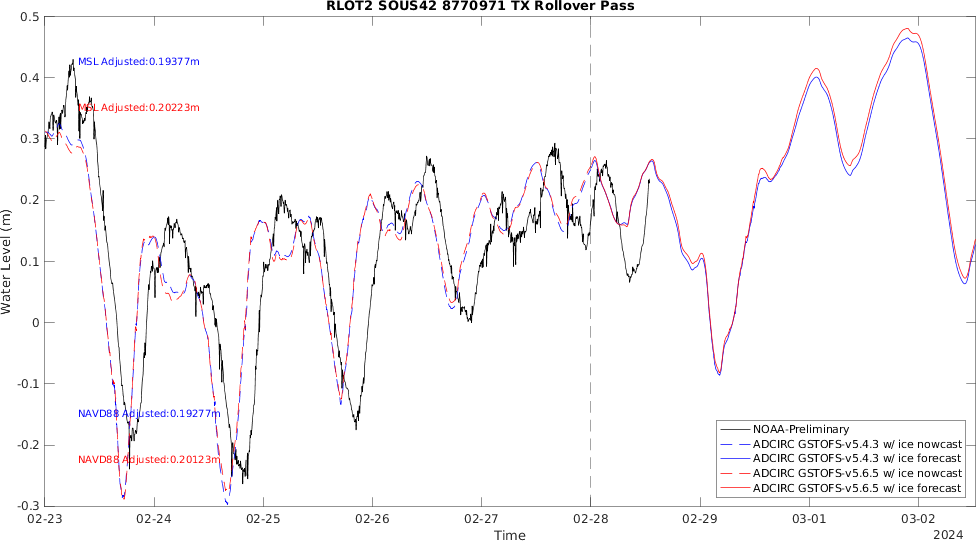 RLOT2 SOUS42 8770971 TX Rollover Pass
0.5
MSL Adjusted:0.19377m
0.4
MSL Adjusted:0.20223m
0.3
0.2
0.1
Water Level (m)
0
-0.1
NAVD88 Adjusted:0.19277m
-0.2
NAVD88 Adjusted:0.20123m
-0.3
NOAA-Preliminary
ADCIRC GSTOFS-v5.4.3 w/ ice nowcast
ADCIRC GSTOFS-v5.4.3 w/ ice forecast
ADCIRC GSTOFS-v5.6.5 w/ ice nowcast
ADCIRC GSTOFS-v5.6.5 w/ ice forecast
02-23 02-24 02-25 02-26 02-27 02-28 02-29 03-01 03-02
Time
2024